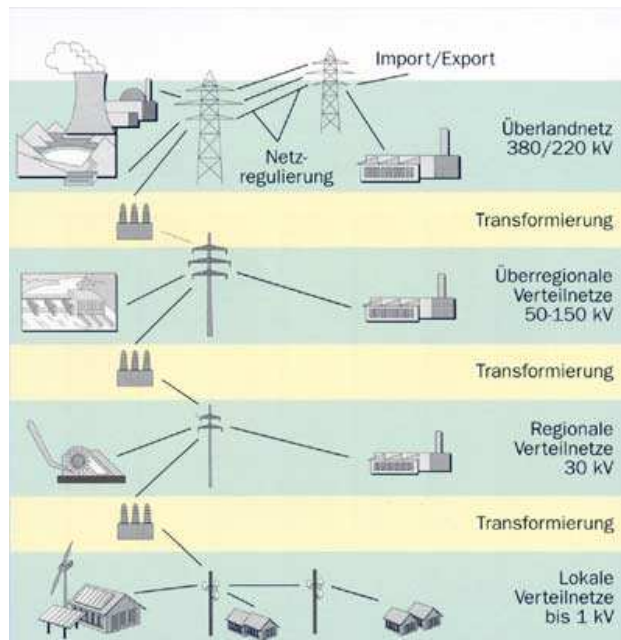 Import/Export
Überlandnetz
380/220 kV
Netz-
regulierung
Transformierung
Überregionale
Verteilnetze
50-150 kV
Transformierung
Regionale
Verteilnetze
30 kV
Transformierung
Lokale
Verteilnetze
bis 1 kV